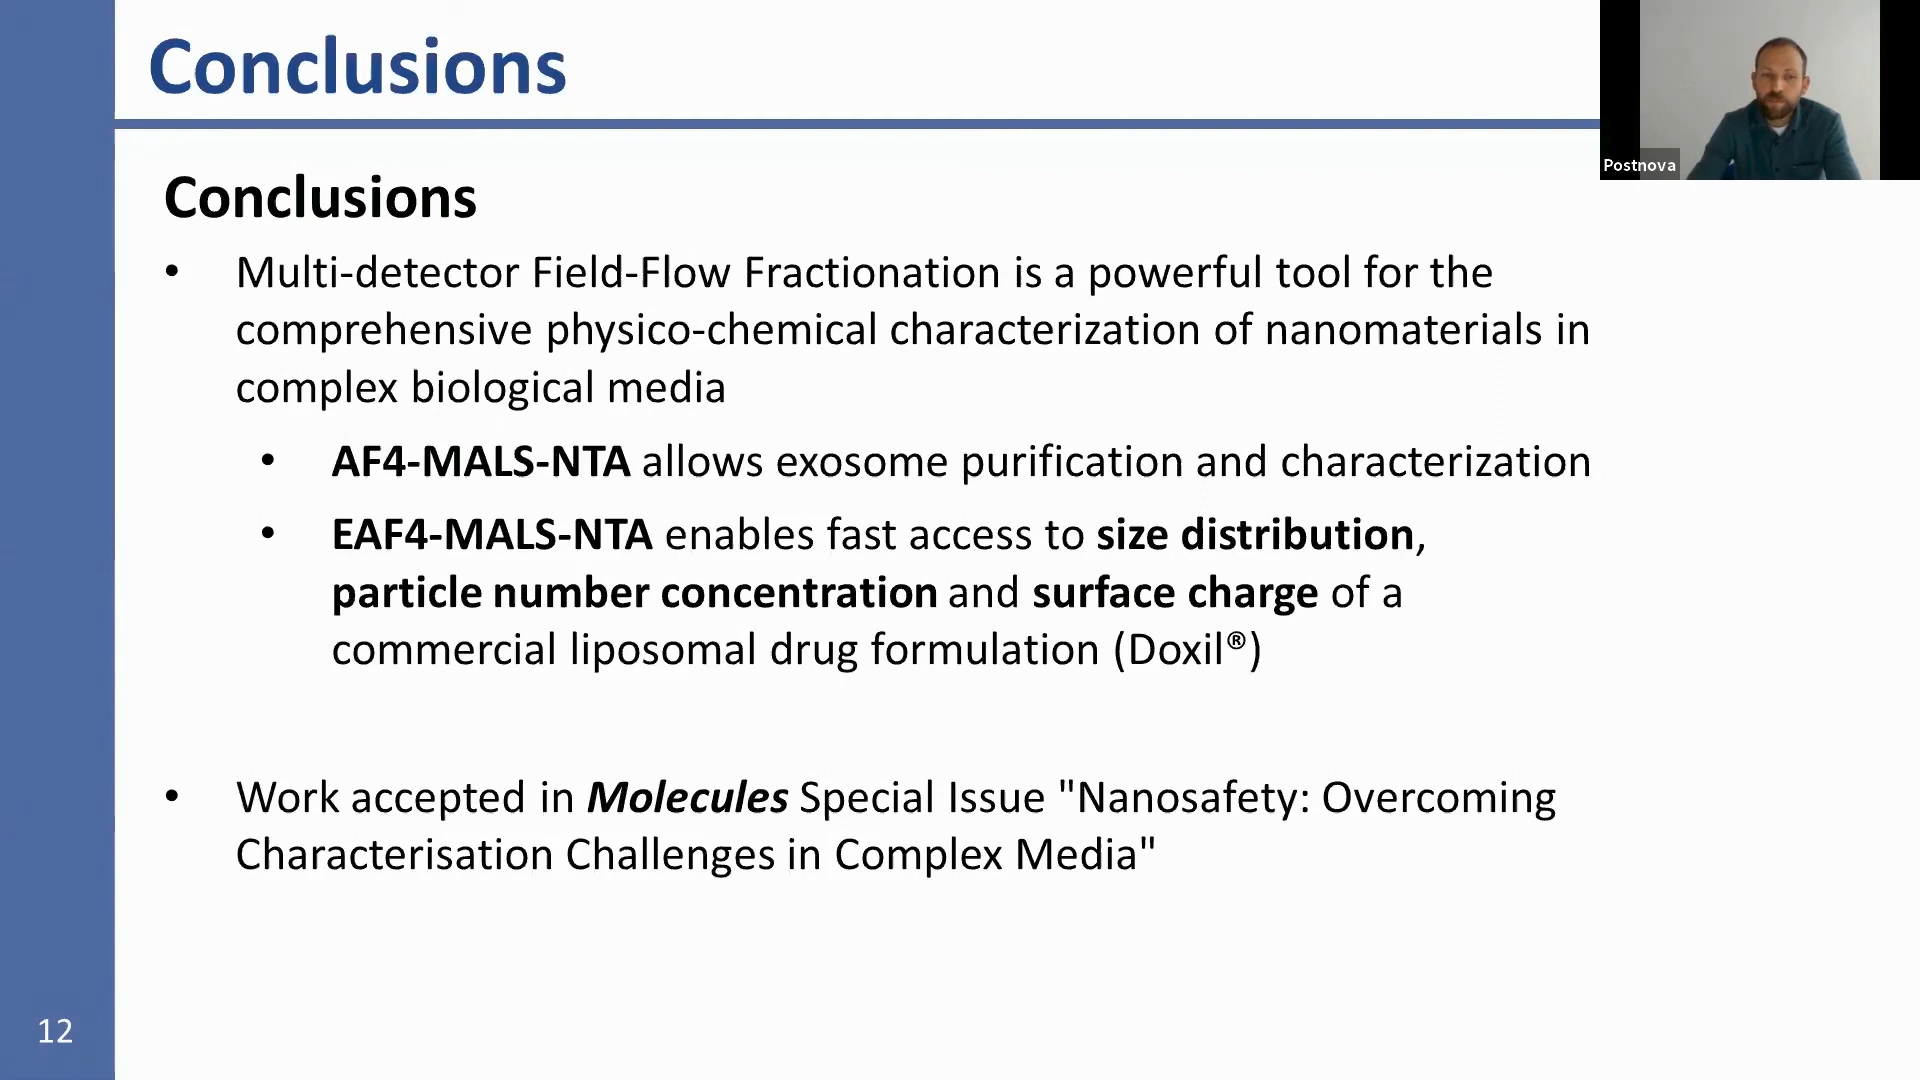 Conclusions
Postnova
Conclusions
• Multi-detector Field-Flow Fractionation is a powerful tool for the
comprehensive physico-chemical characterization of nanomaterials in
complex biological media
• AF4-MALS-NTA allows exosome purification and characterization
• EAF4-MALS-NTA enables fast access to size distribution,
particle number concentration and surface charge of a
commercial liposomal drug formulation (Doxil®)
• Work accepted in Molecules Special Issue "Nanosafety: Overcoming
Characterisation Challenges in Complex Media"
12